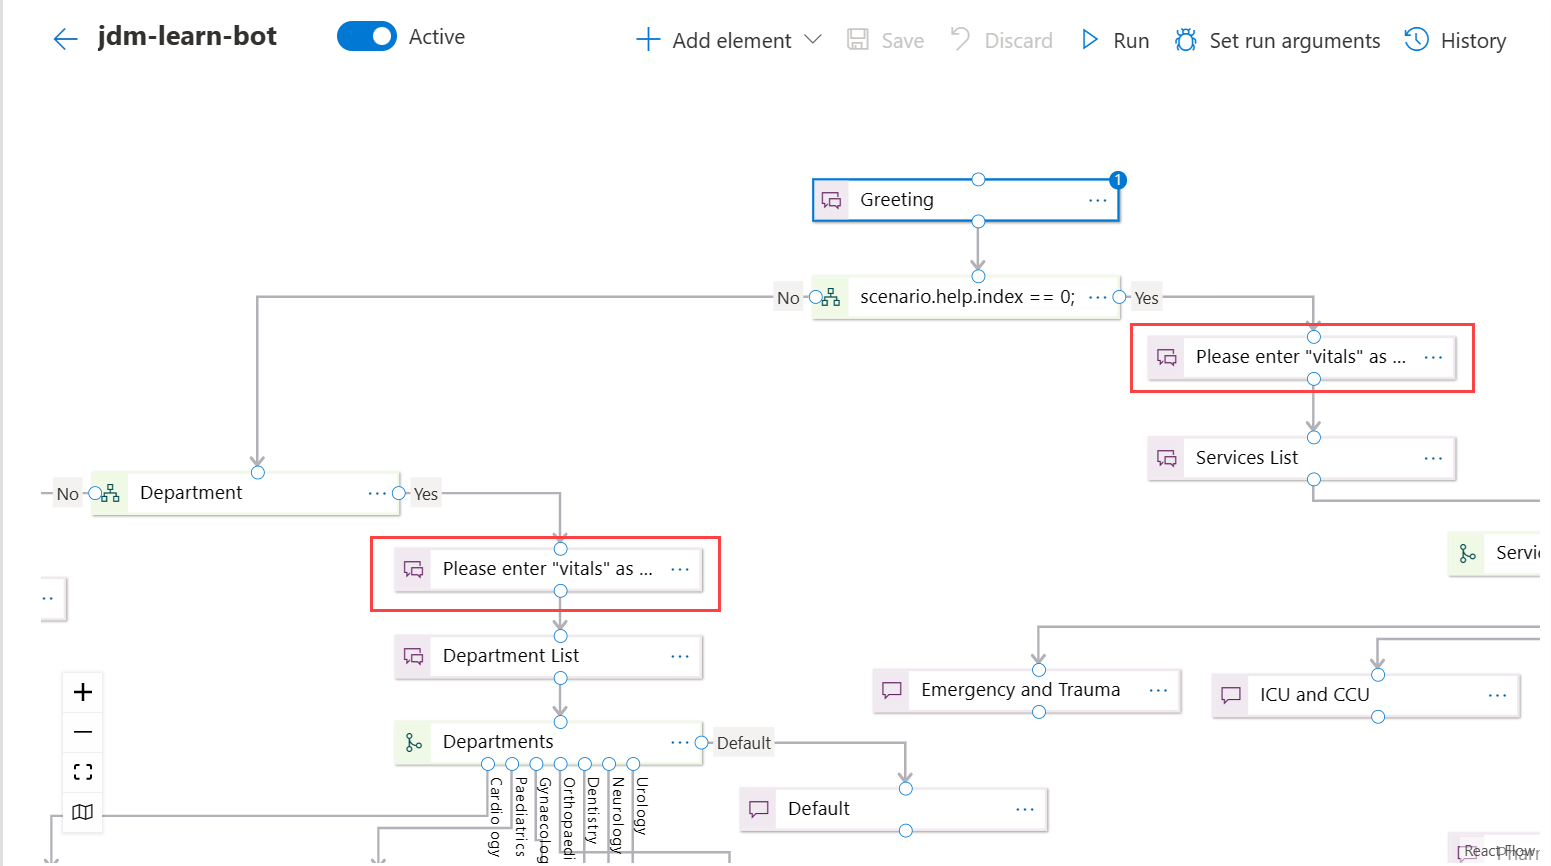 jdm-learn-bot
Active
Add element
Save
Discard
Run
Set run arguments
History
1
Greeting
No
scenario.help.index == 0;
Yes
Please enter "vitals" as ...
Services List
No
Department
Yes
Please enter "vitals" as ...
Department List
Emergency and Trauma
ICU and CCU
Departments
Default
Cardiology
Paediatrics
Gynaecolog
Orthopaedi
Dentistry
Neurology
Urology
Default
React Flow